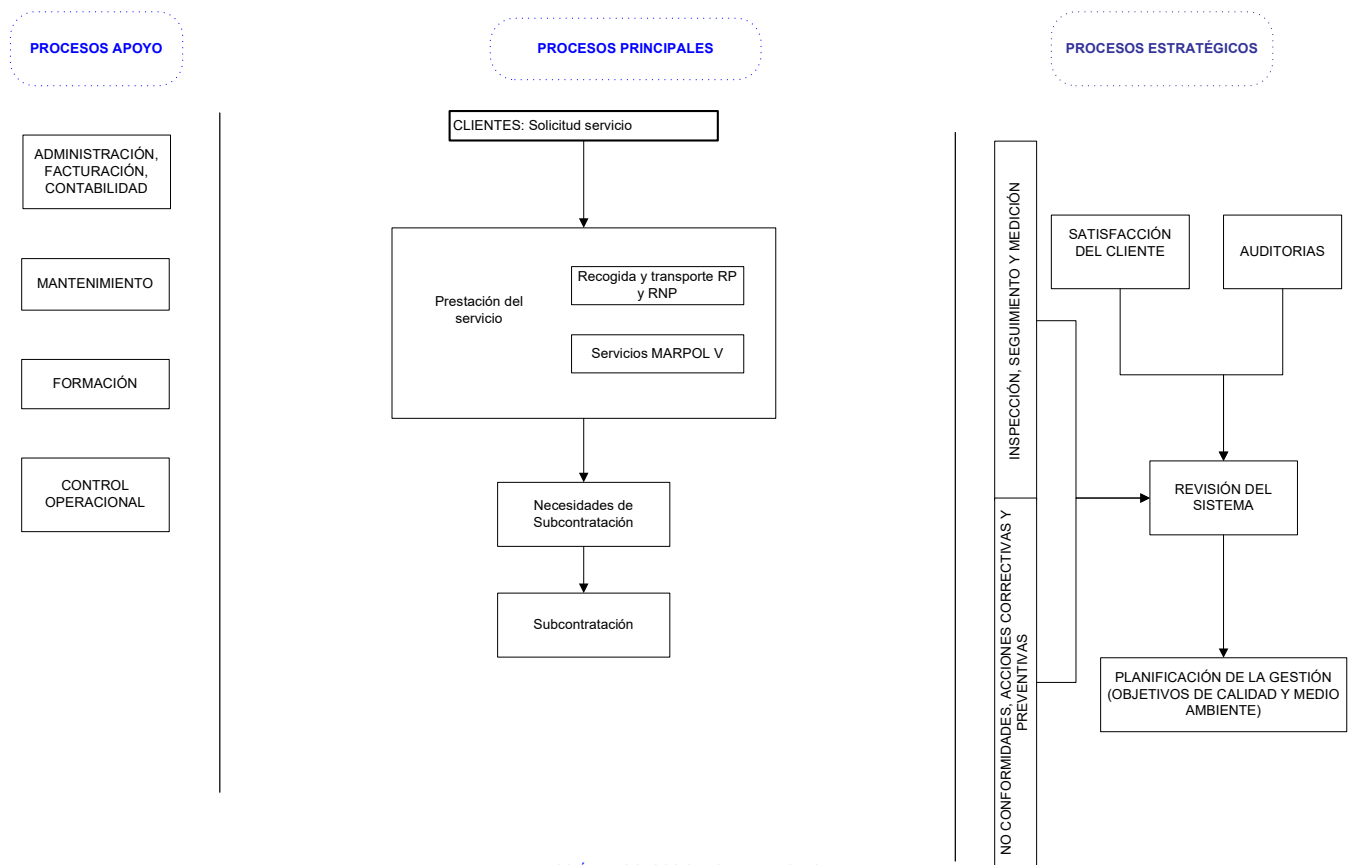 PROCESOS APOYO
PROCESOS PRINCIPALES
PROCESOS ESTRATÉGICOS
ADMINISTRACIÓN,
FACTURACIÓN,
CONTABILIDAD
MANTENIMIENTO
FORMACIÓN
CONTROL
OPERACIONAL
CLIENTES: Solicitud servicio
Prestación del
servicio
Recogida y transporte RP
y RNP
Servicios MARPOL V
Necesidades de
Subcontratación
Subcontratación
INSPECCIÓN, SEGUIMIENTO Y MEDICIÓN
NO CONFORMIDADES, ACCIONES CORRECTIVAS Y
PREVENTIVAS
SATISFACCIÓN
DEL CLIENTE
AUDITORIAS
REVISIÓN DEL
SISTEMA
PLANIFICACIÓN DE LA GESTIÓN
(OBJETIVOS DE CALIDAD Y MEDIO
AMBIENTE)